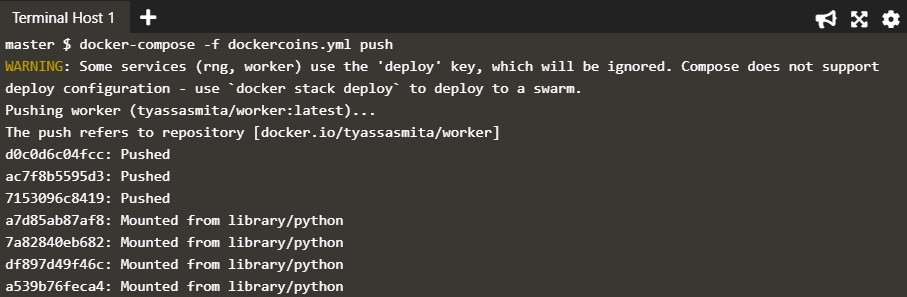 Terminal Host 1 +
master $ docker-compose -f dockercoins.yml push
WARNING: Some services (rng, worker) use the 'deploy' key, which will be ignored. Compose does not support
deploy configuration - use `docker stack deploy` to deploy to a swarm.
Pushing worker (tyassasmita/worker:latest)...
The push refers to repository [docker.io/tyassasmita/worker]
d0c0d6c04fcc: Pushed
ac7f8b5595d3: Pushed
7153096c8419: Pushed
a7d85ab87af8: Mounted from library/python
7a82840eb682: Mounted from library/python
df897d49f46c: Mounted from library/python
a539b76feca4: Mounted from library/python